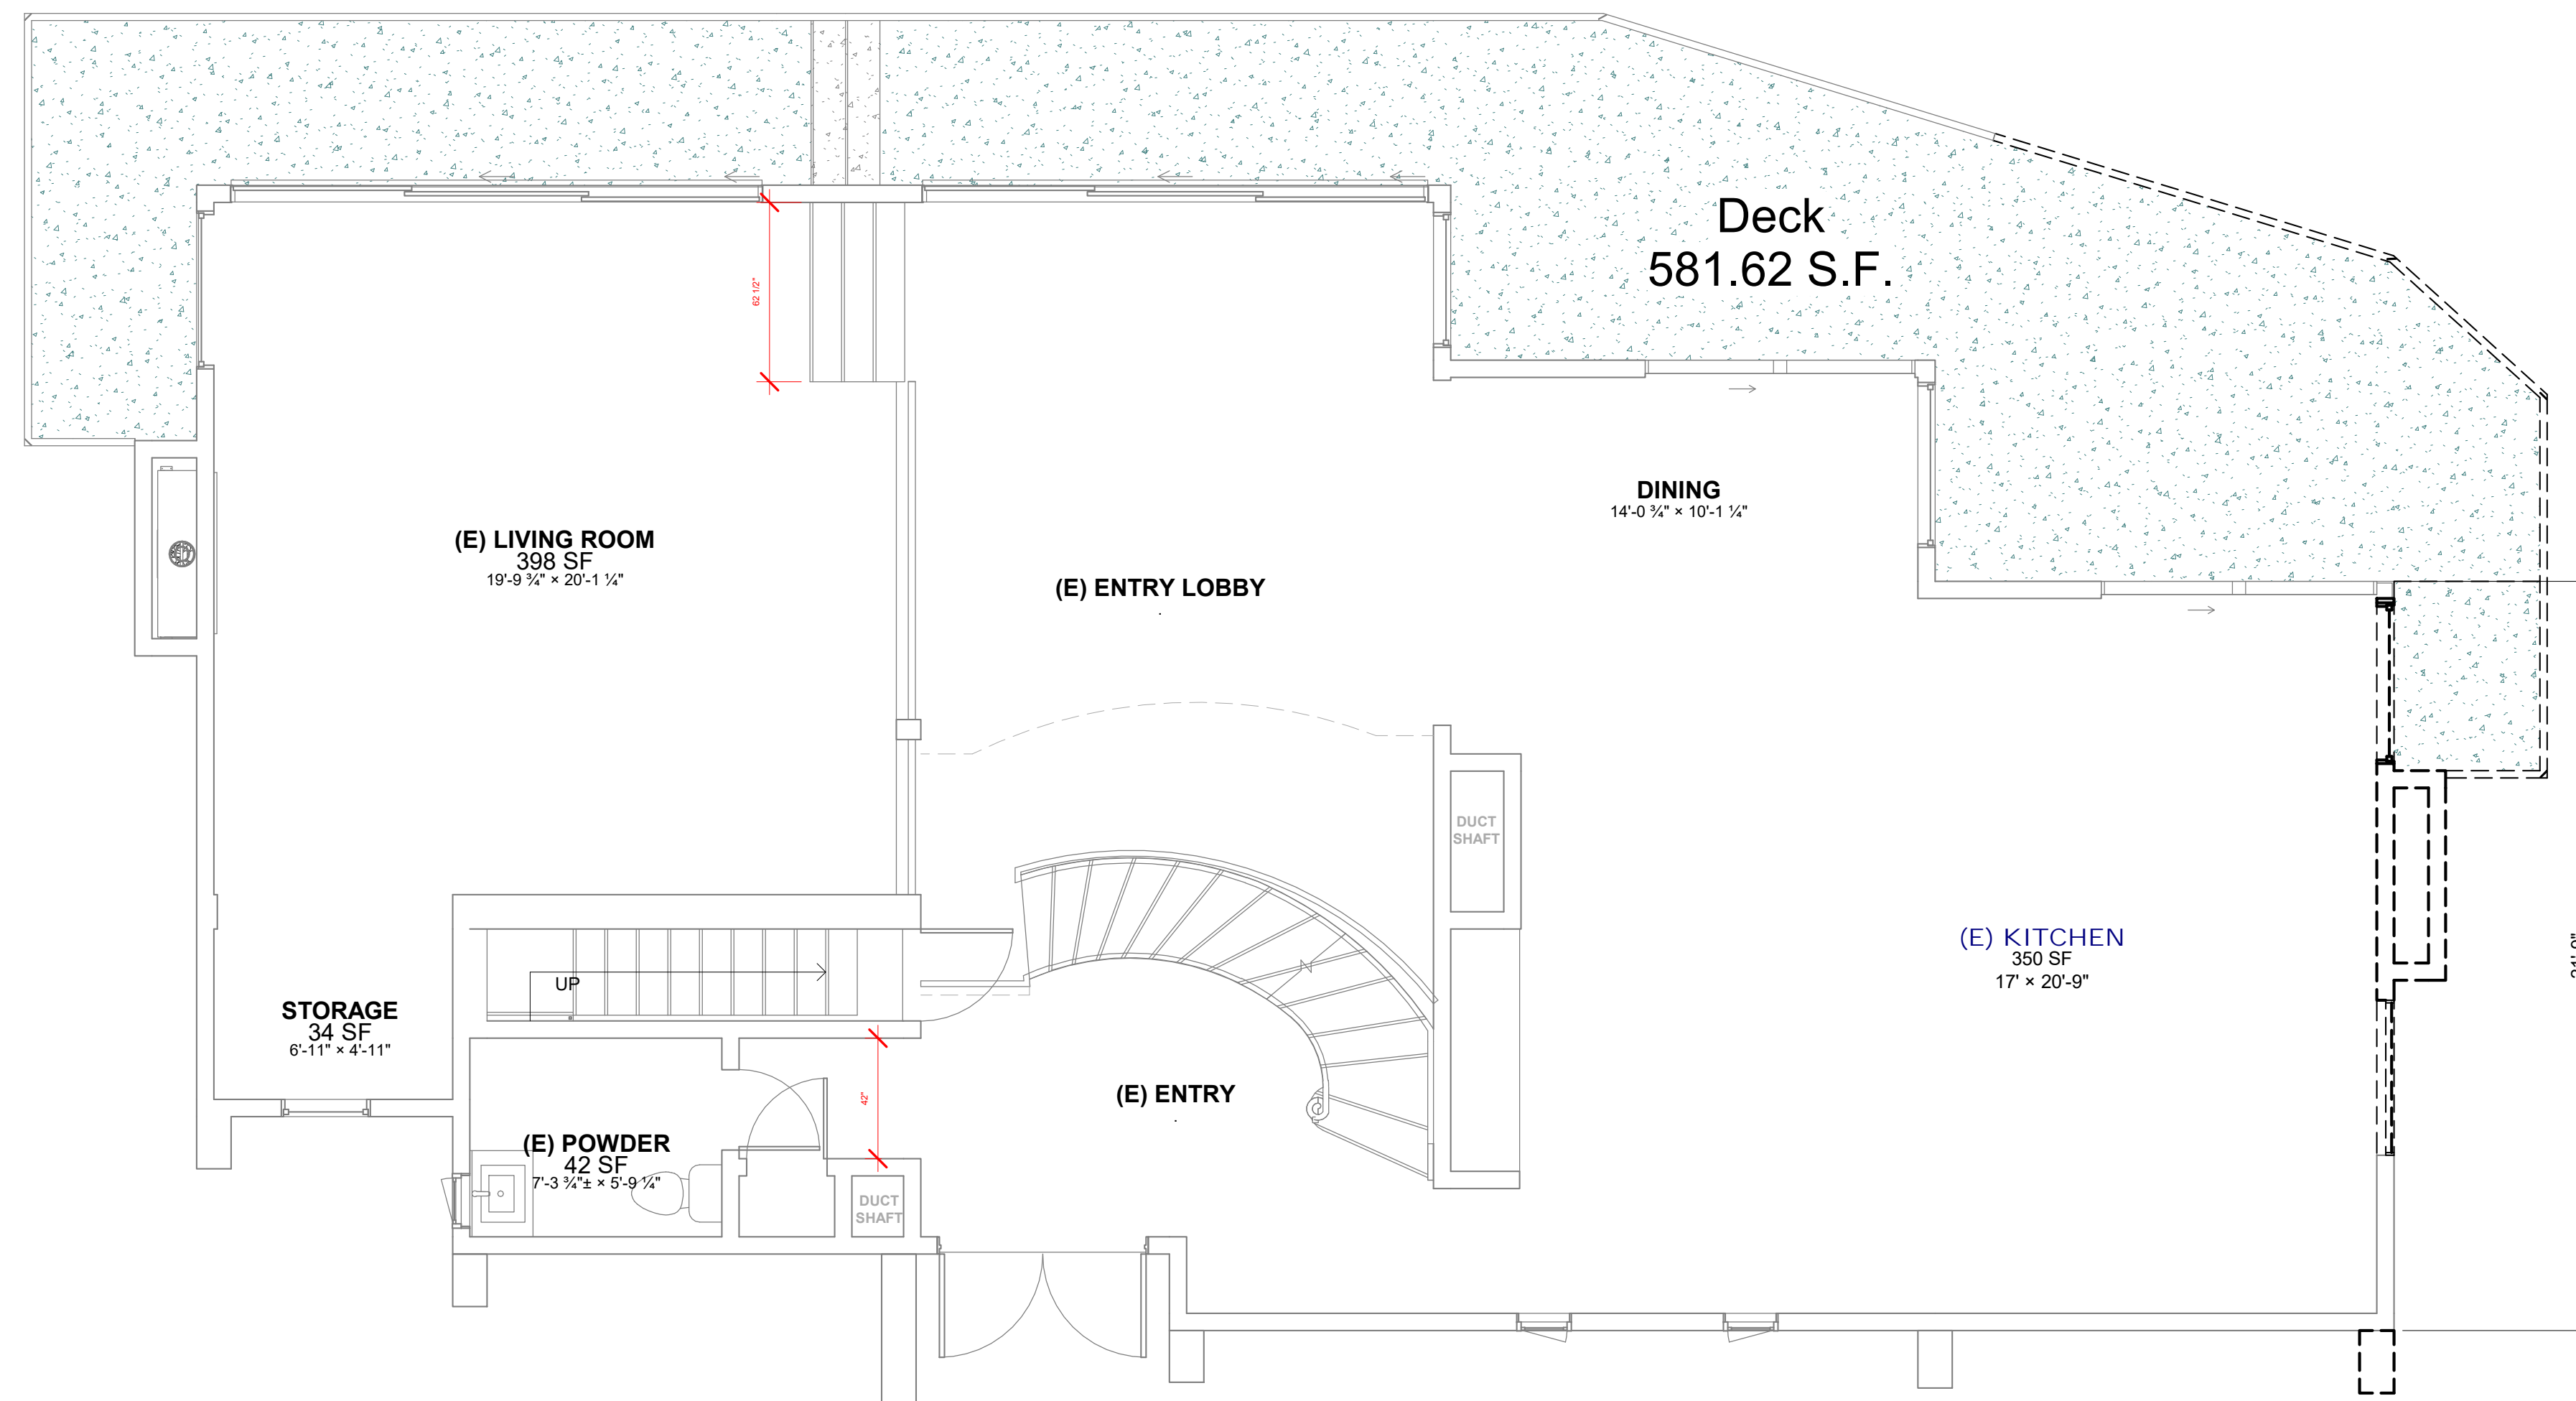 Deck
581.62 S.F.
62 1/2"
DINING
14'-0 ¾" × 10'-1 ¼"
(E) LIVING ROOM
398 SF
19'-9 ¾" × 20'-1 ¼"
(E) ENTRY LOBBY
DUCT
SHAFT
(E) KITCHEN
350 SF
17' × 20'-9"
UP
STORAGE
34 SF
6'-11" × 4'-11"
42"
(E) ENTRY
(E) POWDER
42 SF
7'-3 ¾"± × 5'-9 ¼"
DUCT
SHAFT